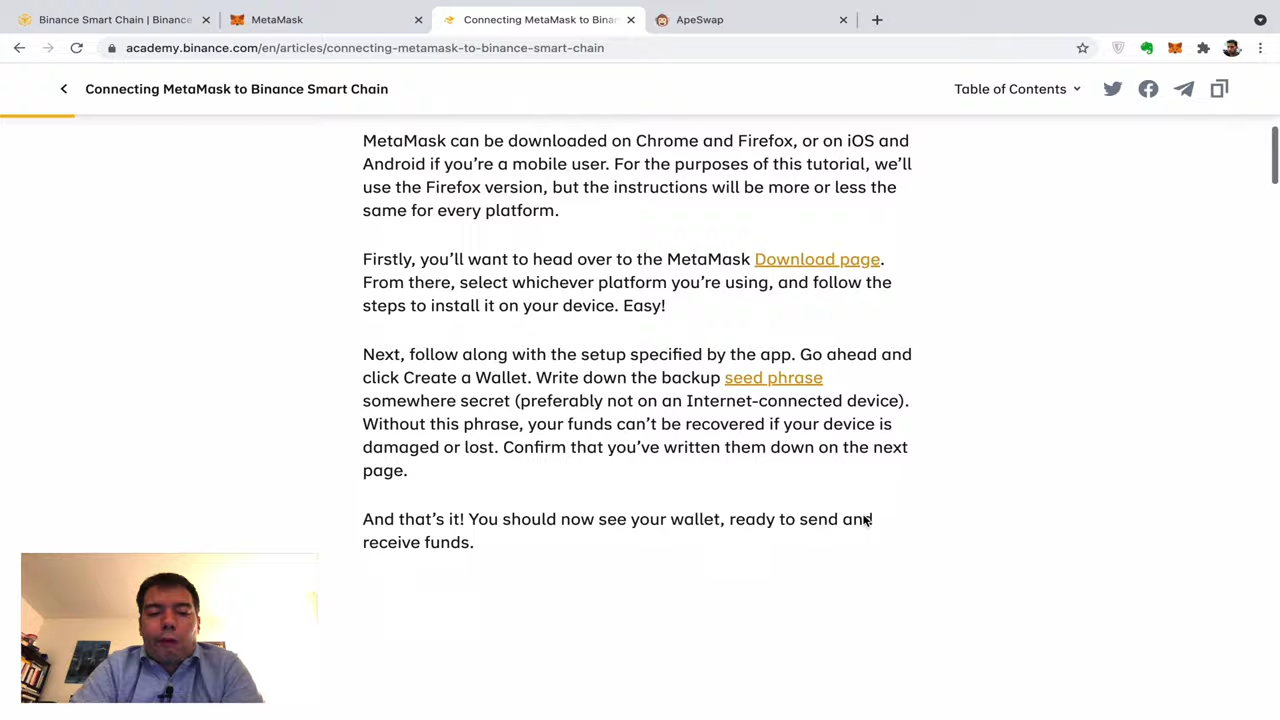 Binance Smart Chain | Binance
MetaMask
Connecting MetaMask to Binan
ApeSwap
academy.binance.com/en/articles/connecting-metamask-to-binance-smart-chain
Connecting MetaMask to Binance Smart Chain
Table of Contents
MetaMask can be downloaded on Chrome and Firefox, or on iOS and
Android if you’re a mobile user. For the purposes of this tutorial, we’ll
use the Firefox version, but the instructions will be more or less the
same for every platform.
Firstly, you’ll want to head over to the MetaMask Download page.
From there, select whichever platform you’re using, and follow the
steps to install it on your device. Easy!
Next, follow along with the setup specified by the app. Go ahead and
click Create a Wallet. Write down the backup seed phrase
somewhere secret (preferably not on an Internet-connected device).
Without this phrase, your funds can’t be recovered if your device is
damaged or lost. Confirm that you’ve written them down on the next
page.
And that’s it! You should now see your wallet, ready to send and
receive funds.